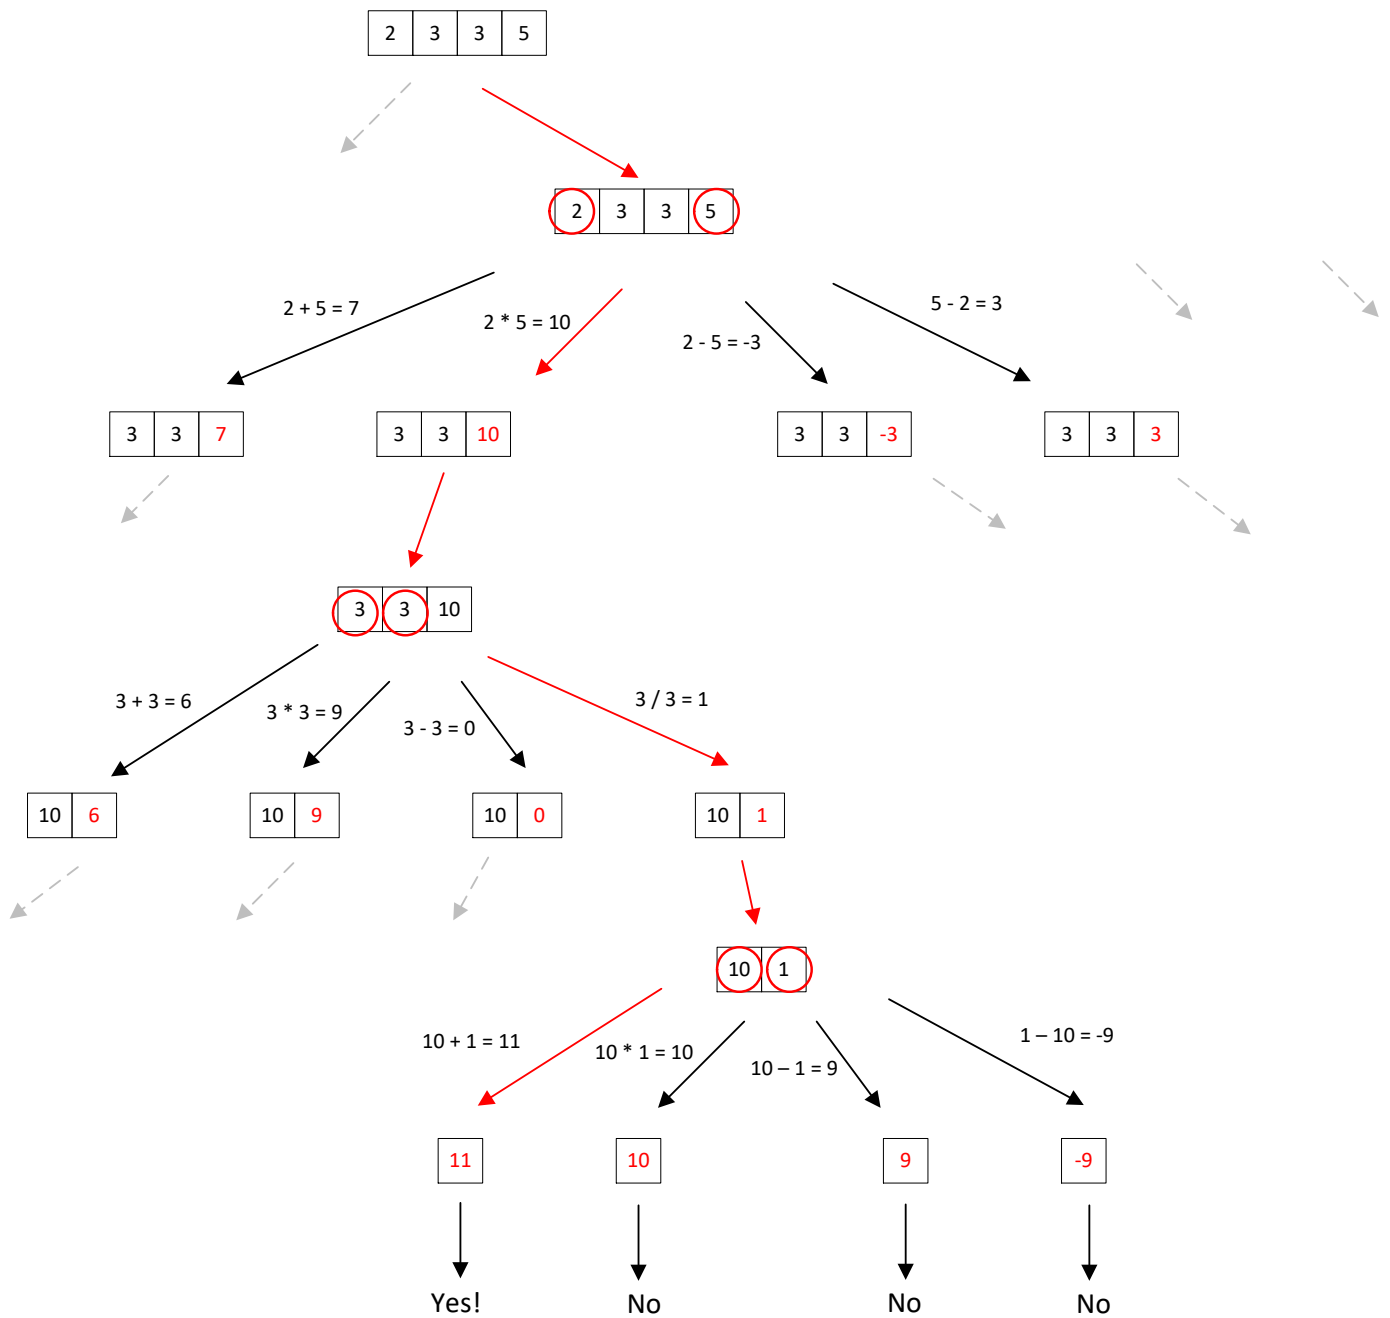 2 3 3 5
2 3 3 5
2 + 5 = 7
2 * 5 = 10
2 - 5 = -3
5 - 2 = 3
3 3 7
3 3 10
3 3 -3
3 3 3
3 3 10
3 + 3 = 6
3 * 3 = 9
3 - 3 = 0
3 / 3 = 1
10 6
10 9
10 0
10 1
10 1
10 + 1 = 11
10 * 1 = 10
10 – 1 = 9
1 – 10 = -9
11
10
9
-9
Yes!
No
No
No